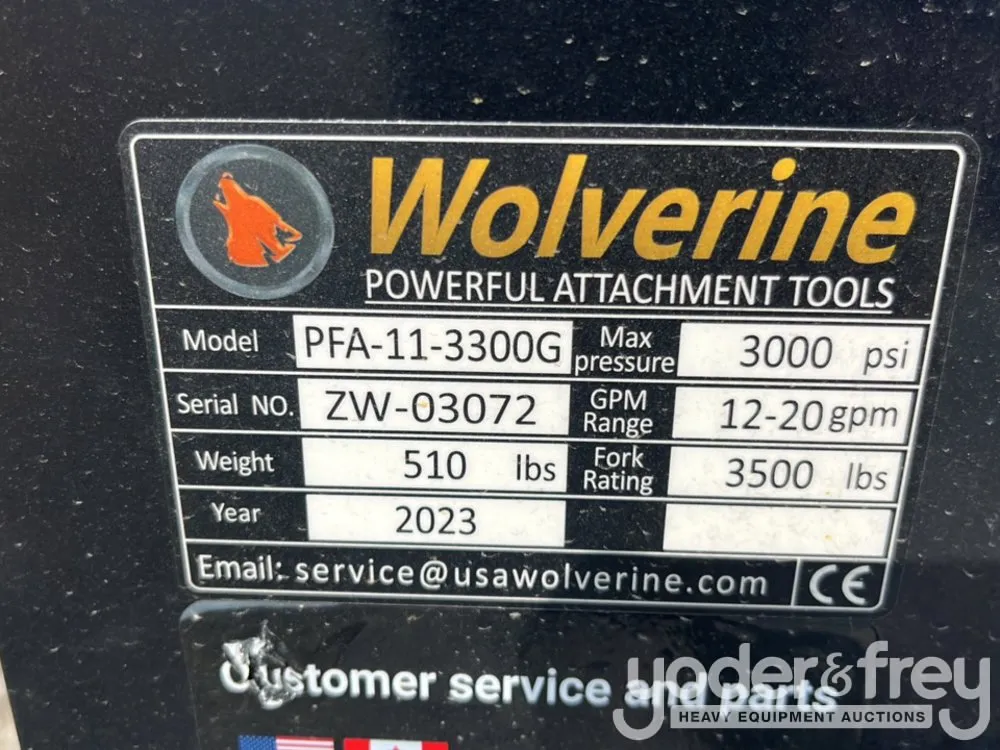 Wolverine
POWERFUL ATTACHMENT TOOLS
Model PFA-11-3300G Max pressure 3000 psi
Serial NO. ZW-03072 GPM Range 12-20 gpm
Weight 510 lbs Fork Rating 3500 lbs
Year 2023
Email: service@usawolverine.com CE
Customer service and parts
yoder & frey
HEAVY EQUIPMENT AUCTIONS